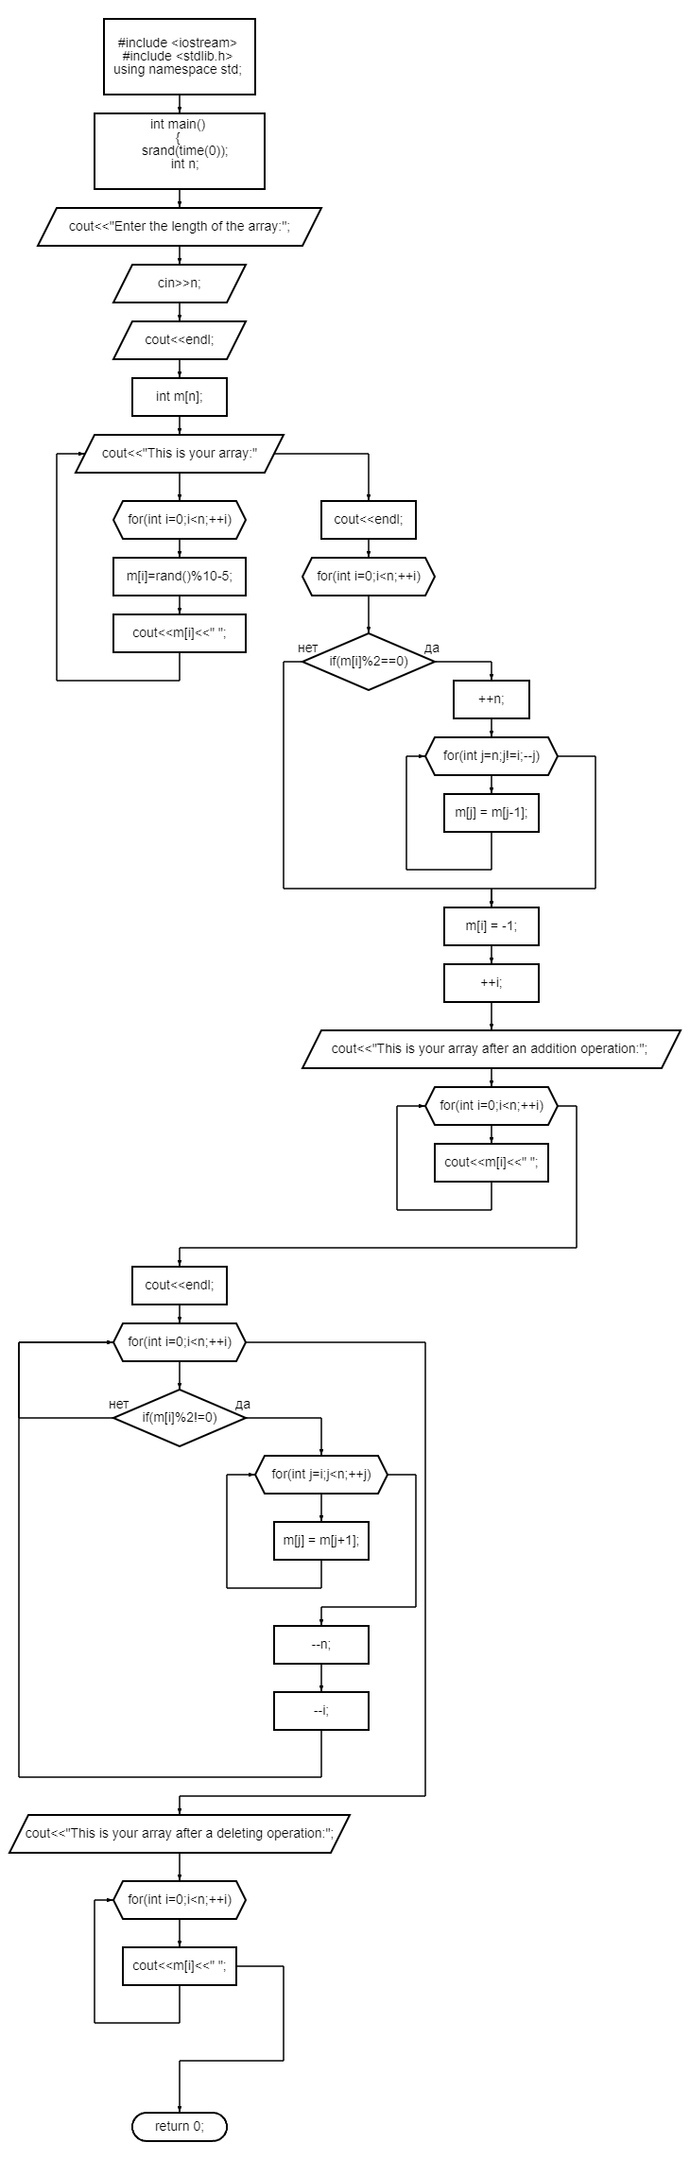 #include <iostream>
#include <stdlib.h>
using namespace std;
int main()
{
srand(time(0));
int n;
cout<<"Enter the length of the array:";
cin>>n;
cout<<endl;
int m[n];
cout<<"This is your array:"
for(int i=0;i<n;++i)
m[i]=rand()%10-5;
cout<<m[i]<<" ";
cout<<endl;
for(int i=0;i<n;++i)
нет
да
if(m[i]%2==0)
++n;
for(int j=n;j!=i;--j)
m[j] = m[j-1];
m[i] = -1;
++i;
cout<<"This is your array after an addition operation:";
for(int i=0;i<n;++i)
cout<<m[i]<<" ";
cout<<endl;
for(int i=0;i<n;++i)
нет
да
if(m[i]%2!=0)
for(int j=i;j<n;++j)
m[j] = m[j+1];
--n;
--i;
cout<<"This is your array after a deleting operation:";
for(int i=0;i<n;++i)
cout<<m[i]<<" ";
return 0;